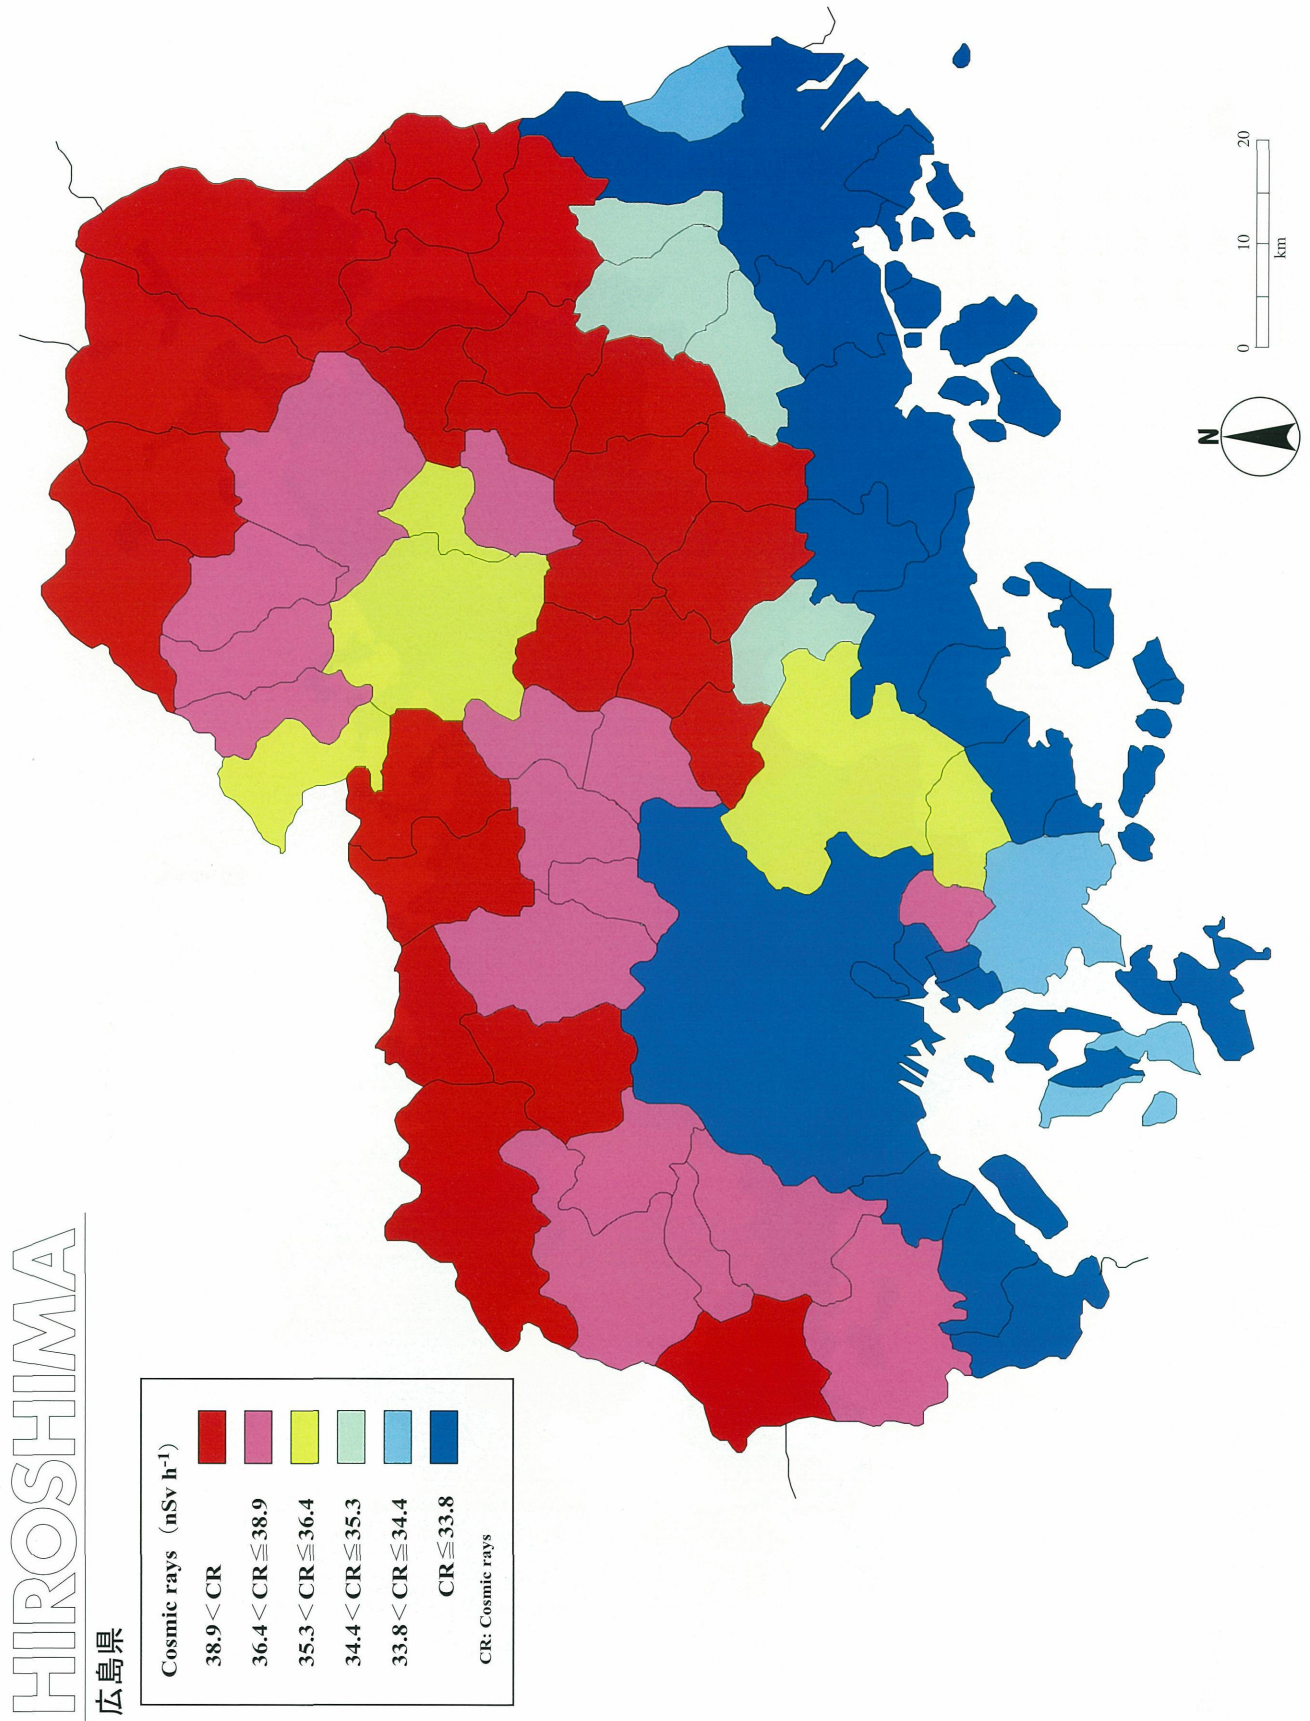 HIROSHIMA
広島県
Cosmic rays (nSv h-1)
38.9＜CR
36.4＜CR≦38.9
35.3＜CR≦36.4
34.4＜CR≦35.3
33.8＜CR≦34.4
CR≦33.8
CR: Cosmic rays
N
0 10 20
km